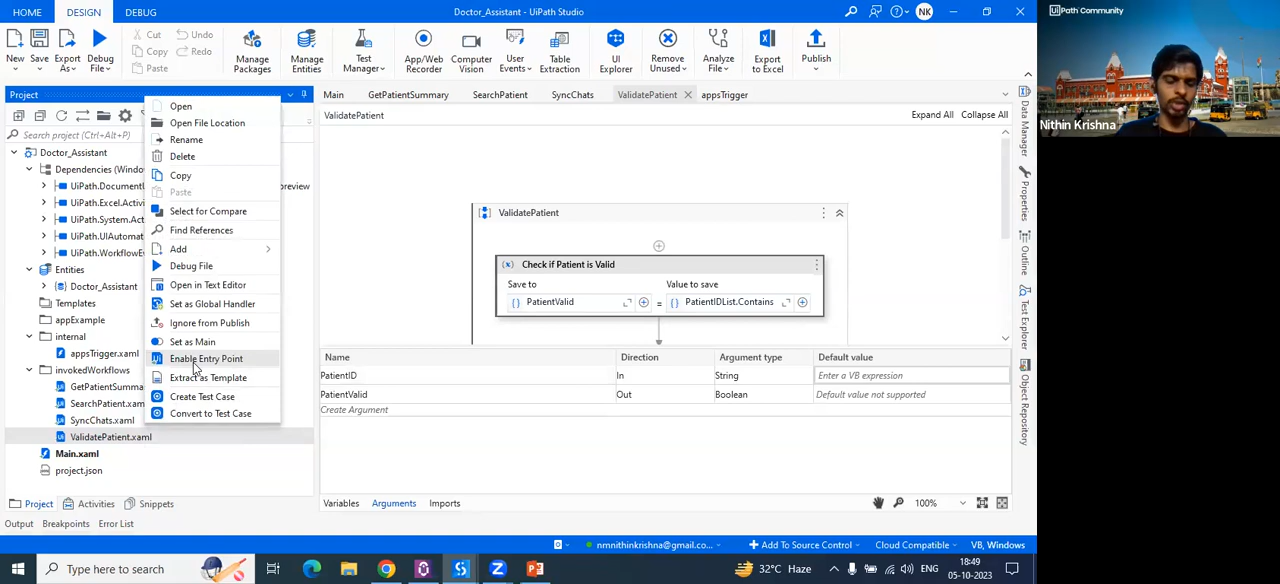 HOME
DESIGN
DEBUG
Doctor_Assistant - UiPath Studio
NK
New
Save
Export As
Debug File
Cut
Copy
Paste
Undo
Redo
Manage Packages
Manage Entities
Test Manager
App/Web Recorder
Computer Vision
User Events
Table Extraction
UI Explorer
Remove Unused
Analyze File
Export to Excel
Publish
Project
Search project (Ctrl+Alt+P)
Doctor_Assistant
Dependencies (Windo
UiPath.DocumentU
preview
UiPath.Excel.Activi
UiPath.System.Act
UiPath.UIAutomat
UiPath.WorkflowEv
Entities
Doctor_Assistant
Templates
appExample
internal
appsTrigger.xaml
invokedWorkflows
GetPatientSumma
SearchPatient.xam
SyncChats.xaml
ValidatePatient.xaml
Main.xaml
project.json
Open
Open File Location
Rename
Delete
Copy
Paste
Select for Compare
Find References
Add
Debug File
Open in Text Editor
Set as Global Handler
Ignore from Publish
Set as Main
Enable Entry Point
Extract as Template
Create Test Case
Convert to Test Case
Main
GetPatientSummary
SearchPatient
SyncChats
ValidatePatient
appsTrigger
ValidatePatient
Expand All
Collapse All
ValidatePatient
(x) Check if Patient is Valid
Save to
Value to save
PatientValid
=
PatientIDList.Contains
Name
Direction
Argument type
Default value
PatientID
In
String
Enter a VB expression
PatientValid
Out
Boolean
Default value not supported
Create Argument
Variables
Arguments
Imports
100%
Data Manager
Properties
Outline
Test Explorer
Object Repository
Project
Activities
Snippets
Output
Breakpoints
Error List
nmnithinkrishna@gmail.co...
Add To Source Control
Cloud Compatible
VB, Windows
Type here to search
32°C Haze
ENG
18:49
05-10-2023
UiPath Community
Nithin Krishna